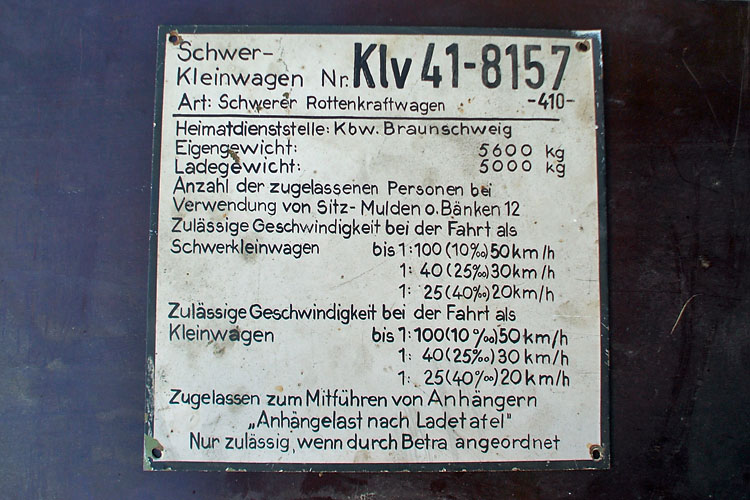 Schwer-
Kleinwagen Nr. Klv 41-8157
Art: Schwerer Rottenkraftwagen -410-
Heimatdienststelle: Kbw. Braunschweig
Eigengewicht: 5600 kg
Ladegewicht: 5000 kg
Anzahl der zugelassenen Personen bei
Verwendung von Sitz- Mulden o. Bänken 12
Zulässige Geschwindigkeit bei der Fahrt als
Schwerkleinwagen bis 1:100 (10‰) 50 km/h
1: 40 (25‰) 30 km/h
1: 25 (40‰) 20 km/h
Zulässige Geschwindigkeit bei der Fahrt als
Kleinwagen bis 1:100 (10‰) 50 km/h
1: 40 (25‰) 30 km/h
1: 25 (40‰) 20 km/h
Zugelassen zum Mitführen von Anhängern
„Anhängelast nach Ladetafel"
Nur zulässig, wenn durch Betra angeordnet